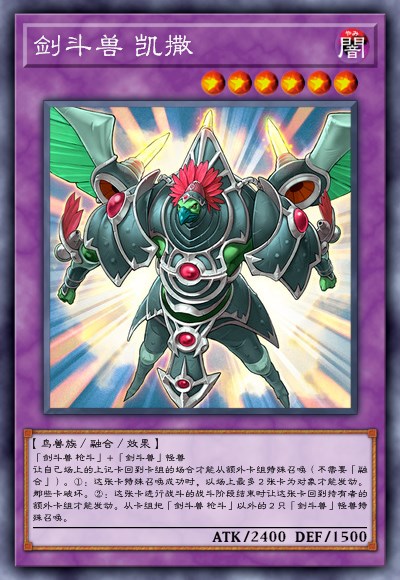 剑斗兽 凯撒
やみ
闇
【鸟兽族／融合／效果】
「剑斗兽 枪斗」＋「剑斗兽」怪兽
让自己场上的上记卡回到卡组的场合才能从额外卡组特殊召唤（不需要「融
合」）。①：这张卡特殊召唤成功时，以场上最多2张卡为对象才能发动。
那些卡破坏。②：这张卡进行战斗的战斗阶段结束时让这张卡回到持有者的
额外卡组才能发动。从卡组把「剑斗兽 枪斗」以外的2只「剑斗兽」怪兽特
殊召唤。
ATK/2400 DEF/1500